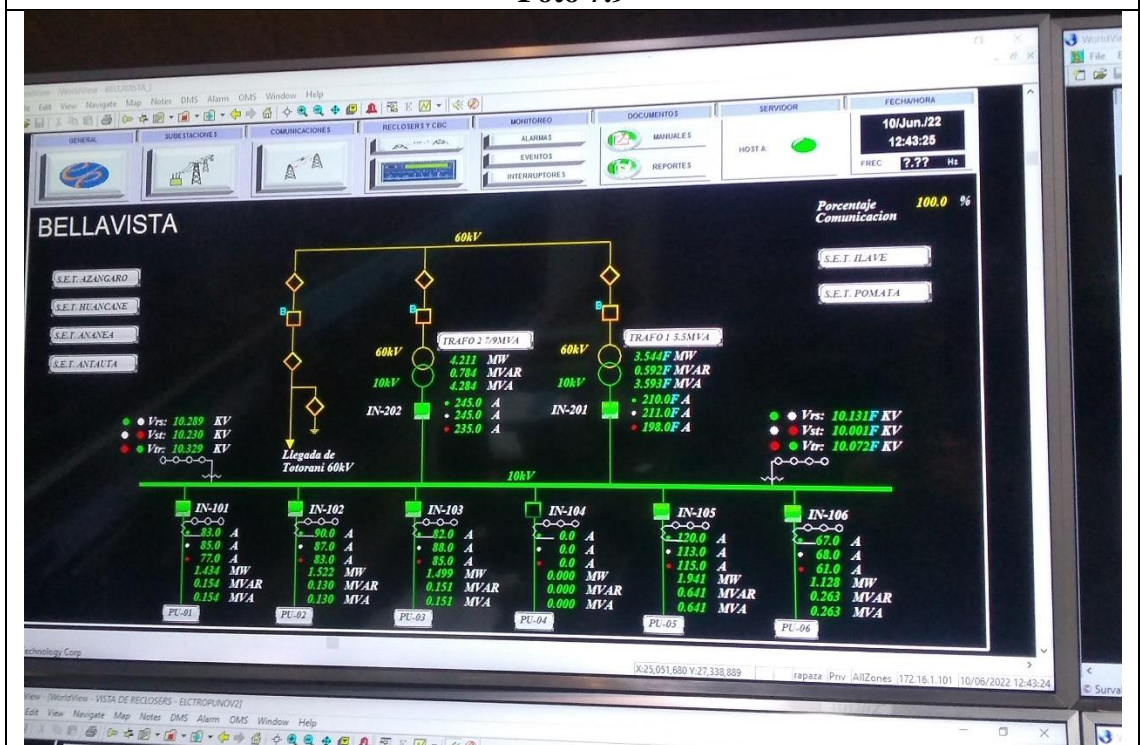 Foto 7.9
WorldView - [WorldView - BELLAVISTA_]
Edit View Navigate Map Notes DMS Alarm OMS Window Help
GENERAL
SUBESTACIONES
COMUNICACIONES
RECLOSERS Y CBC
MONITOREO
ALARMAS
EVENTOS
INTERRUPTORES
DOCUMENTOS
MANUALES
REPORTES
SERVIDOR
HOST A:
FECHA/HORA
10/Jun./22
12:43:25
FREC ?.?? Hz
BELLAVISTA
Porcentaje Comunicacion 100.0 %
S.E.T. AZANGARO
S.E.T. HUANCANE
S.E.T. ANANEA
S.E.T. ANTAUTA
S.E.T. ILAVE
S.E.T. POMATA
60kV
B
B
B
TRAFO 2 7/9MVA
60kV
4.211 MW
0.784 MVAR
10kV
4.284 MVA
IN-202
245.0 A
245.0 A
235.0 A
TRAFO 1 5.5MVA
60kV
3.544F MW
0.592F MVAR
10kV
3.593F MVA
IN-201
210.0F A
211.0F A
198.0F A
Vrs: 10.289 KV
Vst: 10.230 KV
Vtr: 10.329 KV
Llegada de
Totorani 60kV
Vrs: 10.131F KV
Vst: 10.001F KV
Vtr: 10.072F KV
10kV
IN-101
83.0 A
85.0 A
77.0 A
1.434 MW
0.154 MVAR
0.154 MVA
PU-01
IN-102
90.0 A
87.0 A
83.0 A
1.522 MW
0.130 MVAR
0.130 MVA
PU-02
IN-103
82.0 A
88.0 A
85.0 A
1.499 MW
0.151 MVAR
0.151 MVA
PU-03
IN-104
0.0 A
0.0 A
0.0 A
0.000 MW
0.000 MVAR
0.000 MVA
PU-04
IN-105
120.0 A
113.0 A
115.0 A
1.941 MW
0.641 MVAR
0.641 MVA
PU-05
IN-106
67.0 A
68.0 A
61.0 A
1.128 MW
0.263 MVAR
0.263 MVA
PU-06
echnology Corp
X:25,051,680 Y:27,338,889 rapaza Pnv AllZones 172.16.1.101 10/06/2022 12:43:24
View - [WorldView - VISTA DE RECLOSERS - ELCTROPUNOV2]
Edit View Navigate Map Notes DMS Alarm OMS Window Help
WorldVie
File E
© Surval